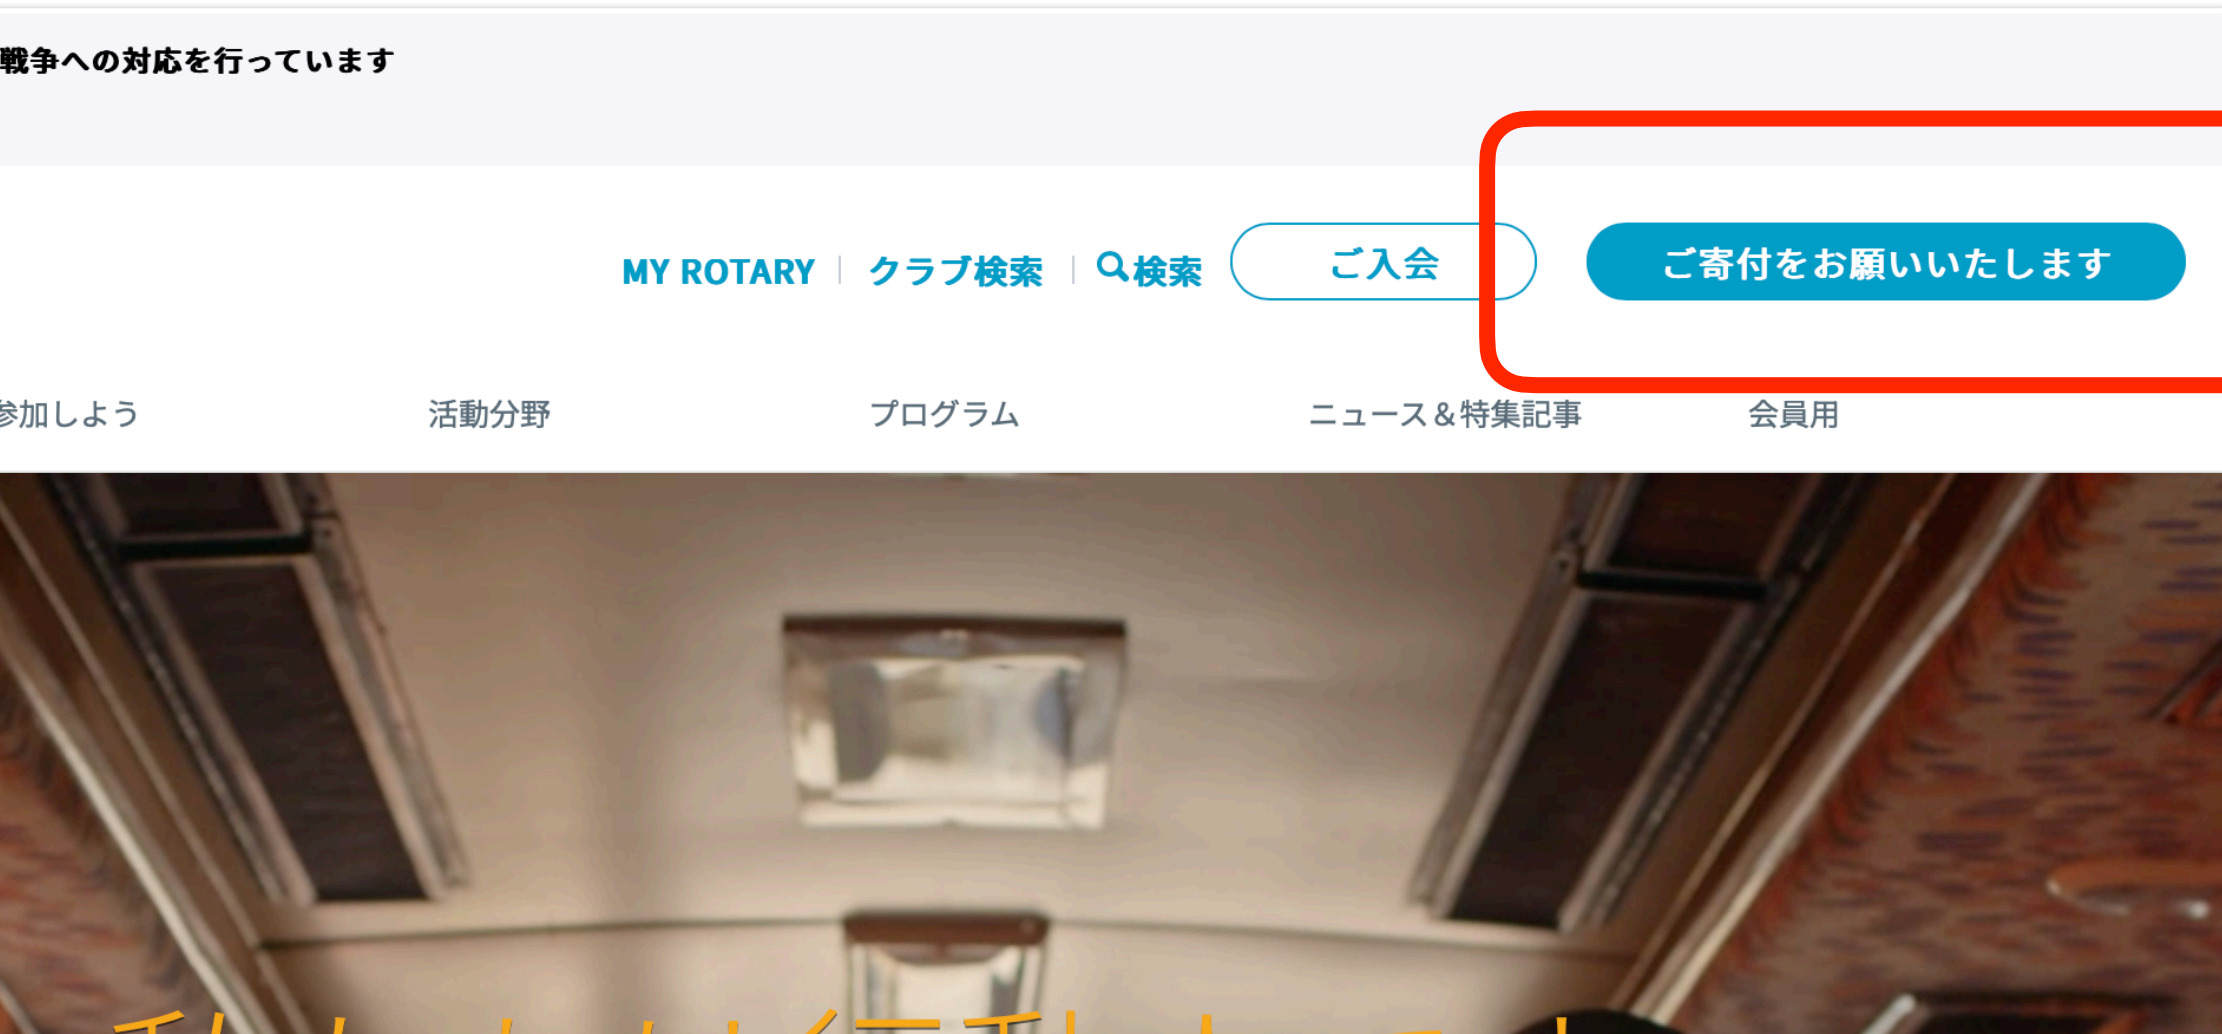 戦争への対応を行っています
MY ROTARY
クラブ検索
検索
ご入会
ご寄付をお願いいたします
参加しよう
活動分野
プログラム
ニュース＆特集記事
会員用